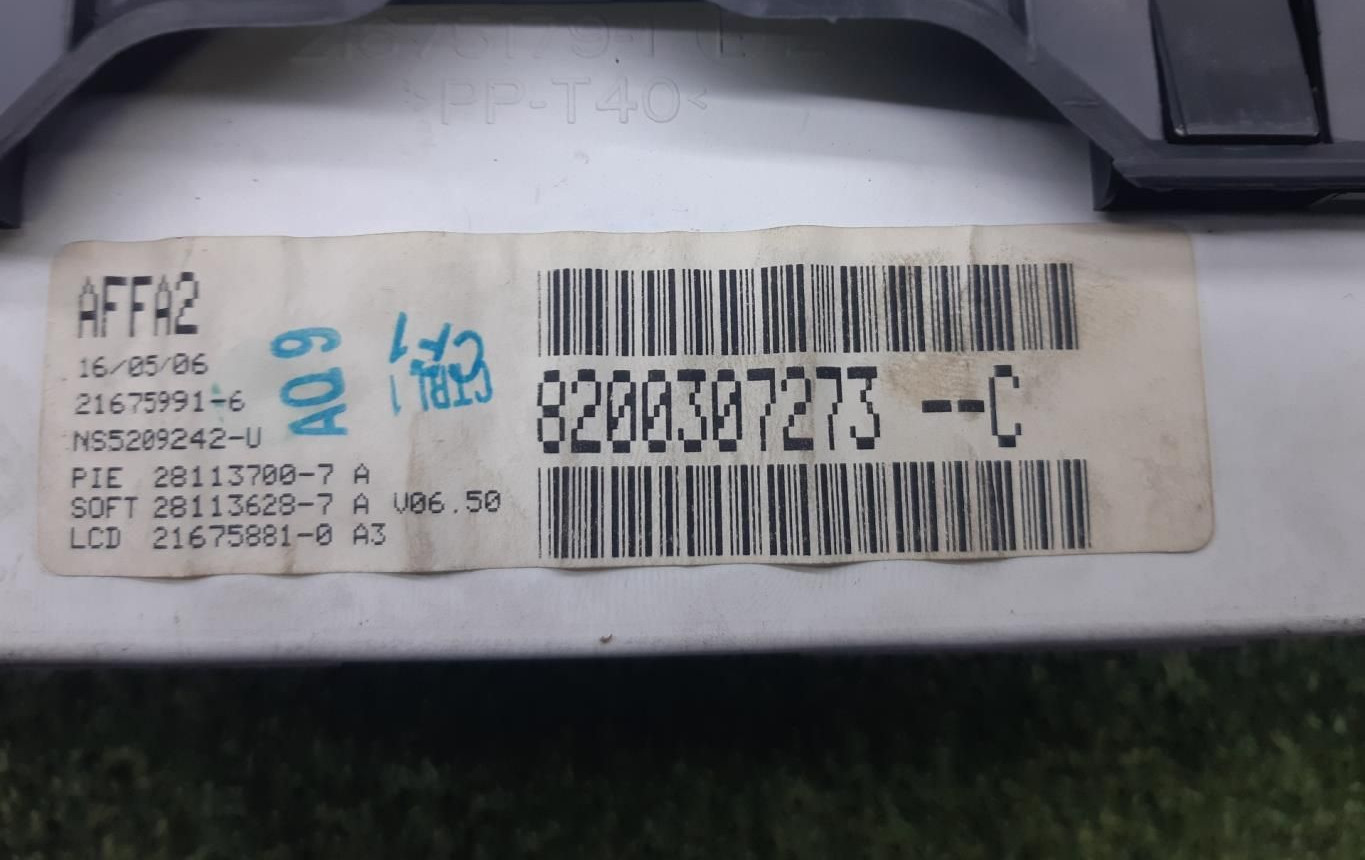 >PP-T40<
AFFA2
16/05/06
21675991-6
NS5209242-U
PIE 28113700-7 A
SOFT 28113628-7 A V06.50
LCD 21675881-0 A3
AQ9
CTRL1
8200307273 --C